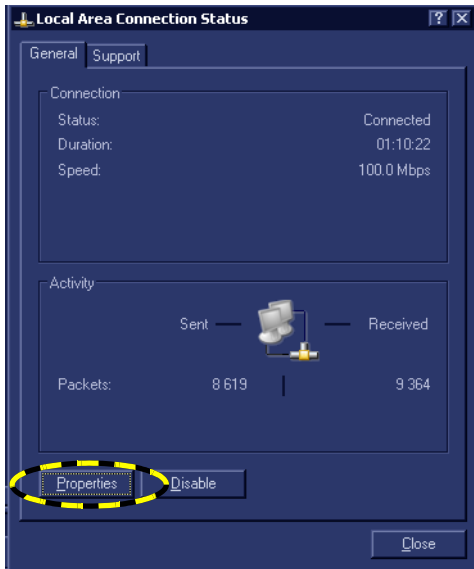 Local Area Connection Status
General Support
Connection
Status: Connected
Duration: 01:10:22
Speed: 100.0 Mbps
Activity
Sent Received
Packets: 8 619 9 364
Properties Disable
Close